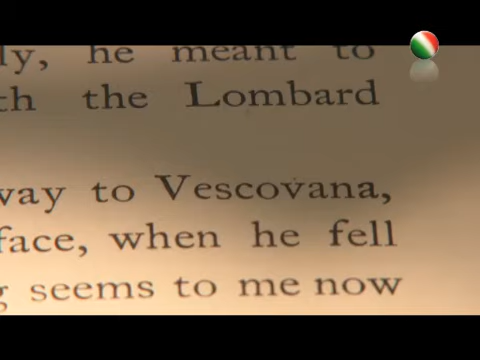 ly, he meant to
th the Lombard
way to Vescovana,
face, when he fell
seems to me now